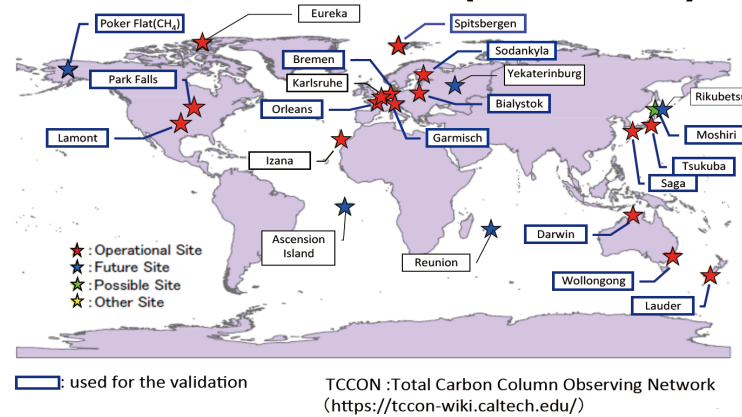 Eureka
Poker Flat(CH4)
Spitsbergen
Bremen
Sodankyla
Park Falls
Karlsruhe
Yekaterinburg
Orleans
Bialystok
Rikubetsu
Lamont
Garmisch
Moshiri
Izana
Tsukuba
Saga
Ascension
Island
Reunion
Darwin
Wollongong
Lauder
: Operational Site
: Future Site
: Possible Site
: Other Site
: used for the validation
TCCON :Total Carbon Column Observing Network
(https://tccon-wiki.caltech.edu/)